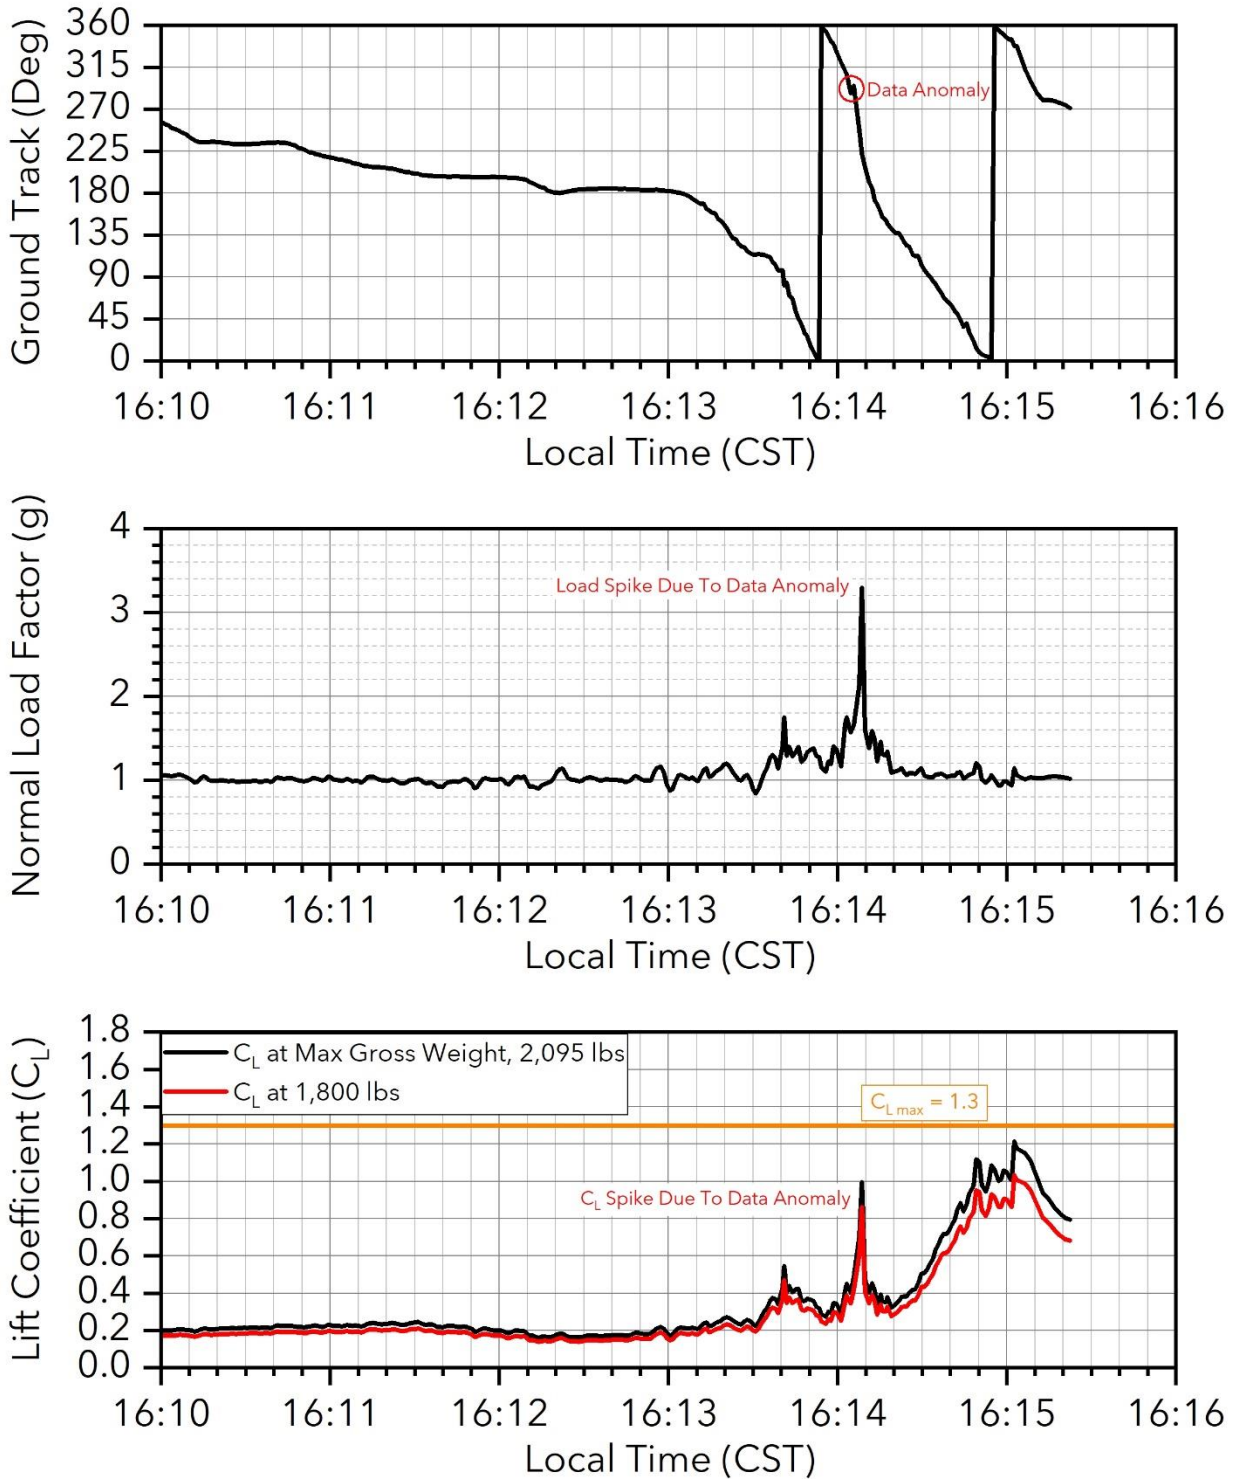 Ground Track (Deg)
360
315
270
225
180
135
90
45
0
Data Anomaly
16:10 16:11 16:12 16:13 16:14 16:15 16:16
Local Time (CST)
Normal Load Factor (g)
4
3
2
1
0
Load Spike Due To Data Anomaly
16:10 16:11 16:12 16:13 16:14 16:15 16:16
Local Time (CST)
Lift Coefficient (CL)
1.8
1.6
1.4
1.2
1.0
0.8
0.6
0.4
0.2
0.0
CL at Max Gross Weight, 2,095 lbs
CL at 1,800 lbs
CL max = 1.3
CL Spike Due To Data Anomaly
16:10 16:11 16:12 16:13 16:14 16:15 16:16
Local Time (CST)